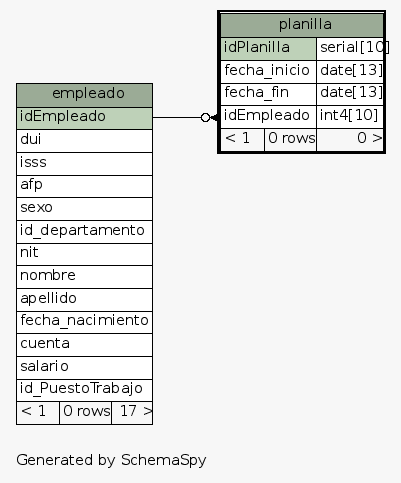 planilla
idPlanilla serial[10]
fecha_inicio date[13]
fecha_fin date[13]
idEmpleado int4[10]
< 1 0 rows 0 >
empleado
idEmpleado
dui
isss
afp
sexo
id_departamento
nit
nombre
apellido
fecha_nacimiento
cuenta
salario
id_PuestoTrabajo
< 1 0 rows 17 >
Generated by SchemaSpy